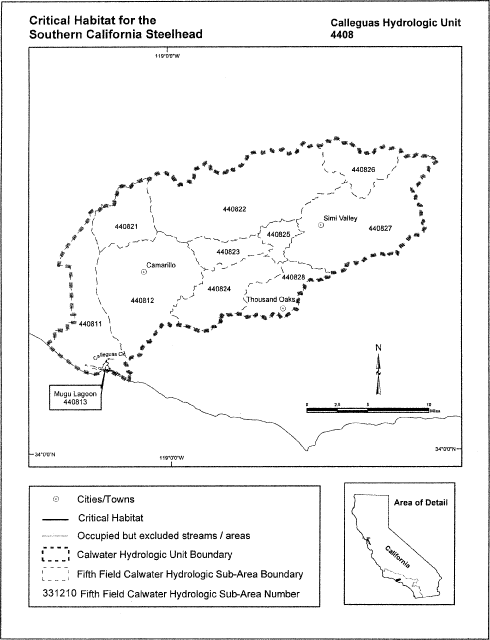 Critical Habitat for the
Southern California Steelhead
Calleguas Hydrologic Unit
4408
119°0'0"W
440826
440822
Simi Valley
440821
440825
440827
440823
Camarillo
440828
440824
440812
Thousand Oaks
440811
Calleguas Cr.
Mugu Lagoon
440813
N
0 2.5 5 10
Miles
34°0'0"N
34°0'0"N
119°0'0"W
Cities/Towns
Critical Habitat
Occupied but excluded streams / areas
Calwater Hydrologic Unit Boundary
Fifth Field Calwater Hydrologic Sub-Area Boundary
331210 Fifth Field Calwater Hydrologic Sub-Area Number
Area of Detail
California